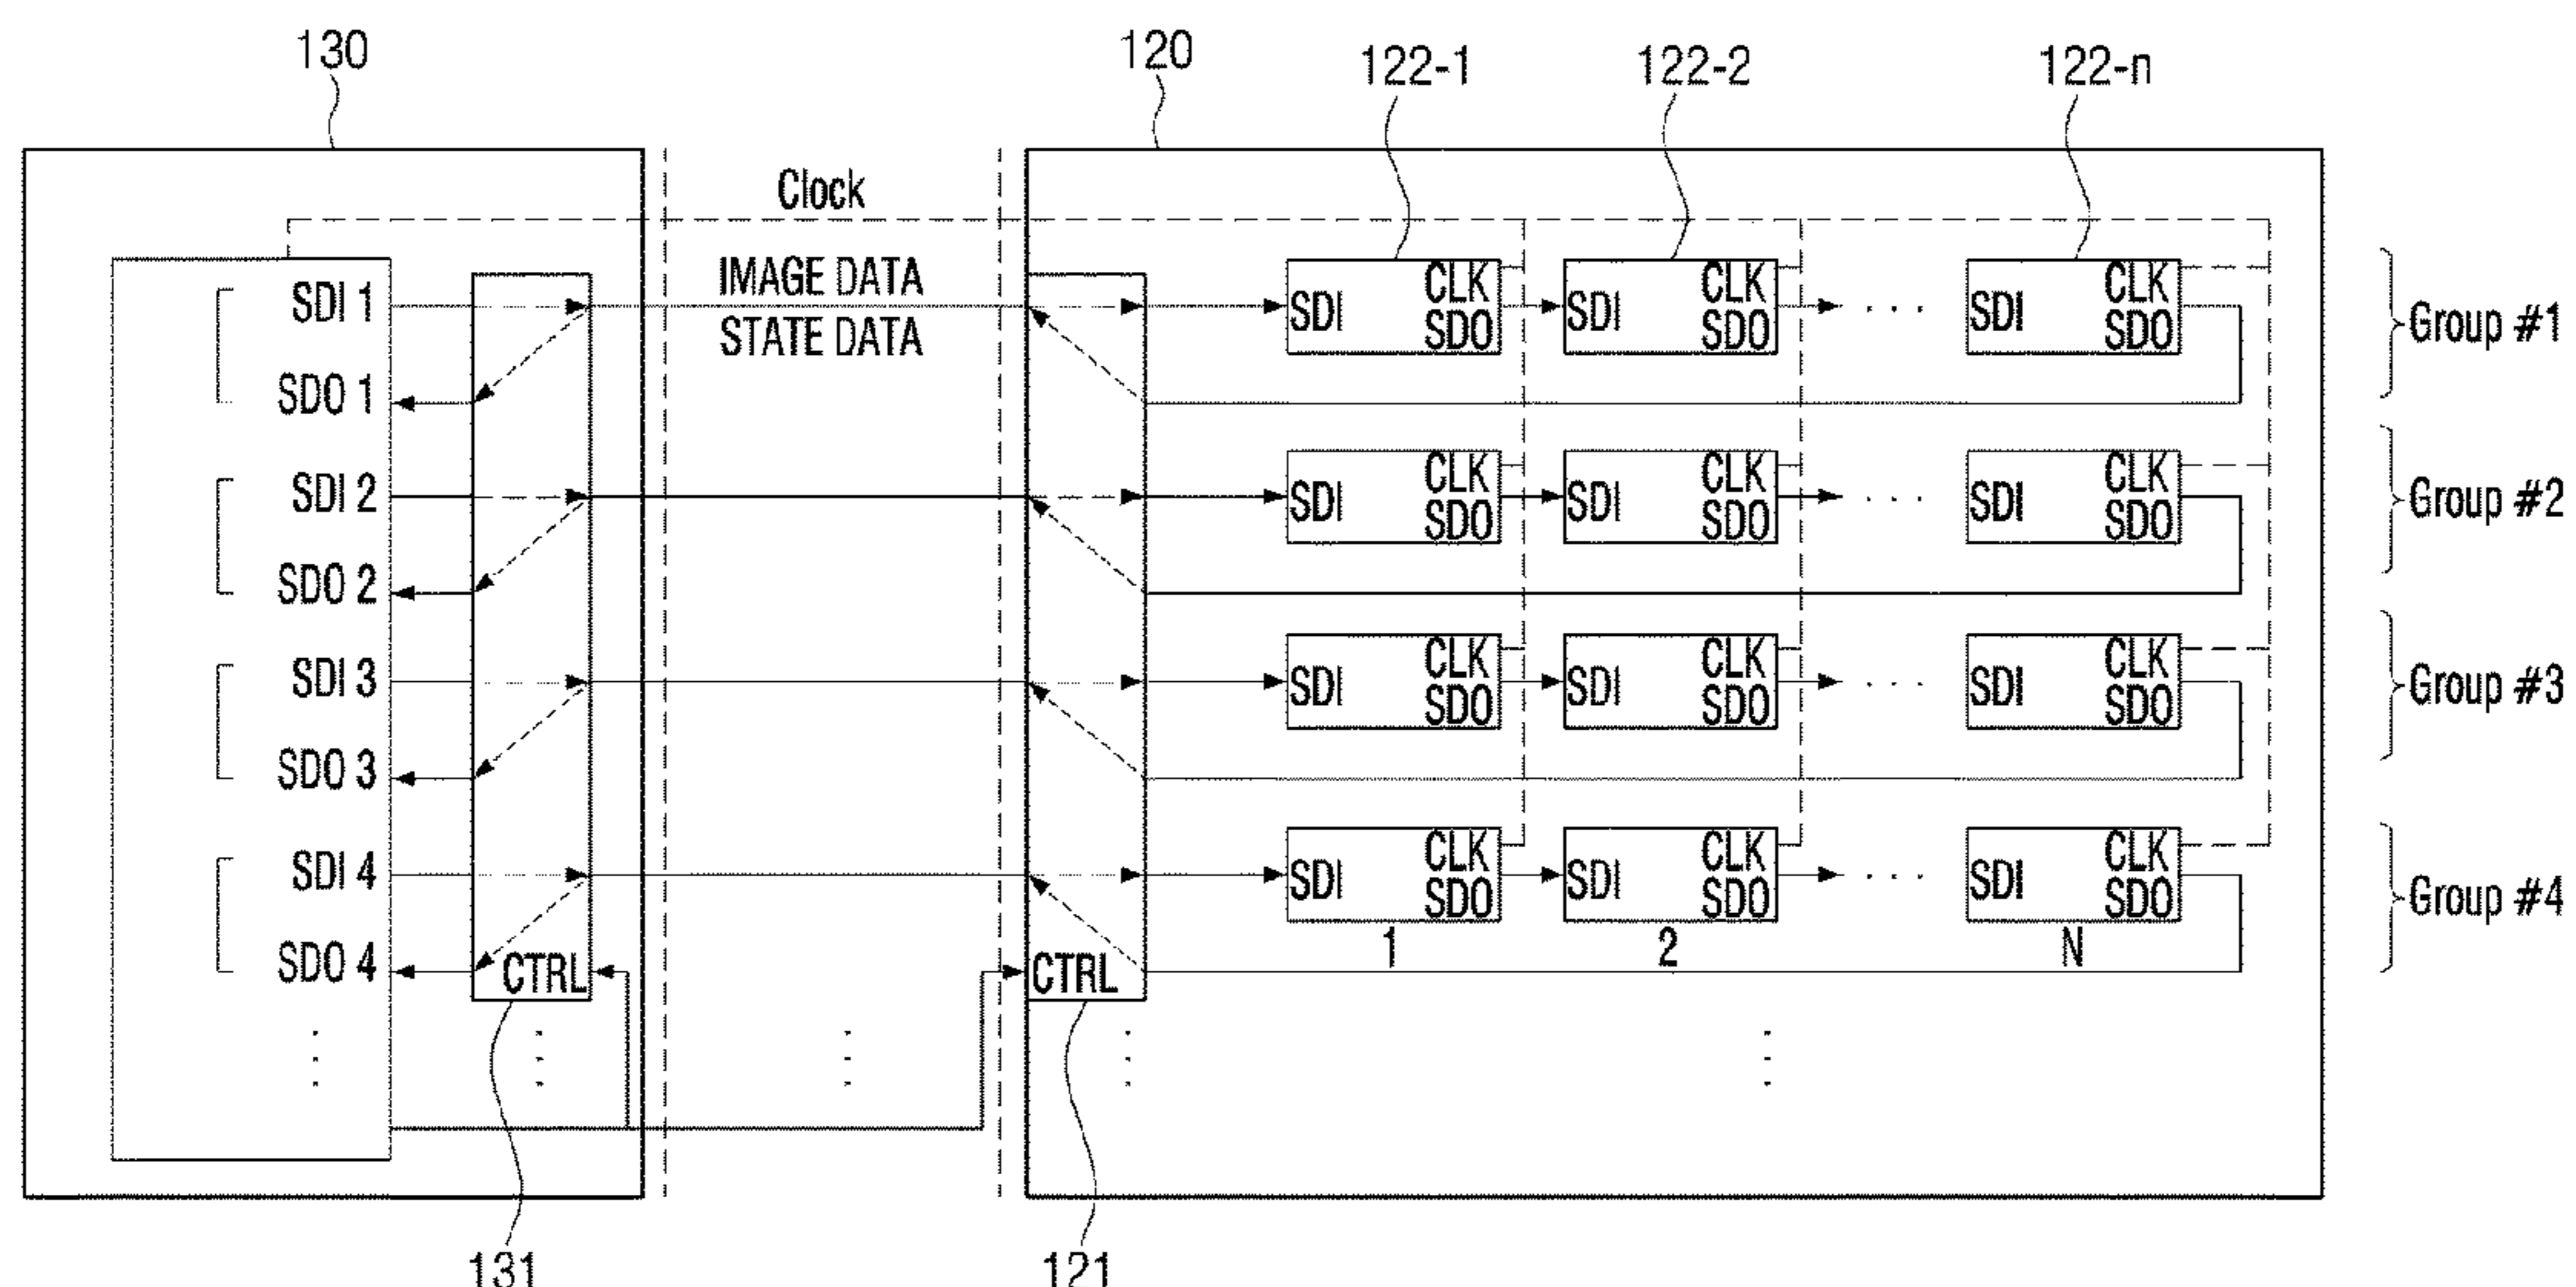 130
120
122-1
122-2
122-n
Clock
IMAGE DATA
STATE DATA
SDI 1
SDO 1
SDI 2
SDO 2
SDI 3
SDO 3
SDI 4
SDO 4
CTRL
CTRL
SDI CLK SDO
SDI CLK SDO
. . .
SDI CLK SDO
Group #1
SDI CLK SDO
SDI CLK SDO
. . .
SDI CLK SDO
Group #2
SDI CLK SDO
SDI CLK SDO
. . .
SDI CLK SDO
Group #3
SDI CLK SDO
SDI CLK SDO
. . .
SDI CLK SDO
Group #4
1
2
N
131
121